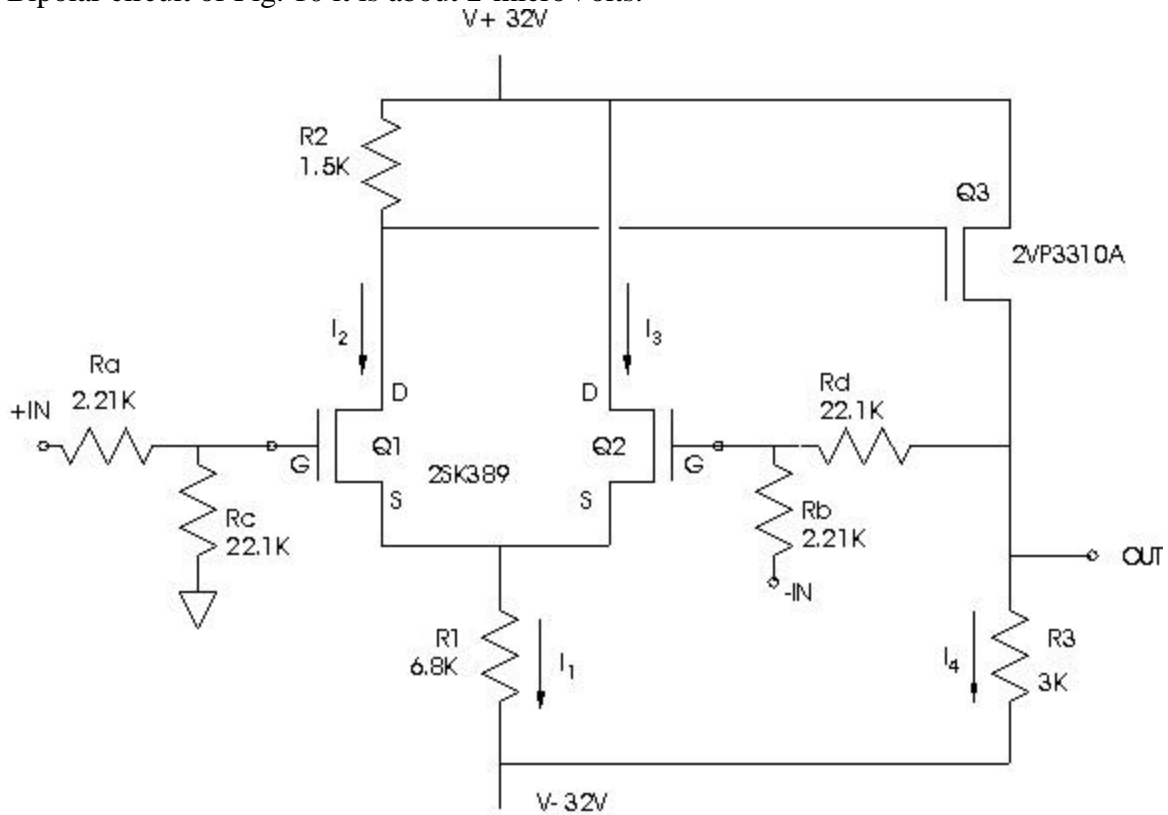 Bipolar circuit of Fig. 10 it is about 2 micro volts.
V+ 32V
R2
1.5K
Q3
2VP3310A
I2
I3
Ra
2.21K
+IN
D
D
Rd
22.1K
G
Q1
2SK389
Q2
G
S
S
Rc
22.1K
Rb
2.21K
-IN
OUT
R1
6.8K
I1
I4
R3
3K
V- 32V